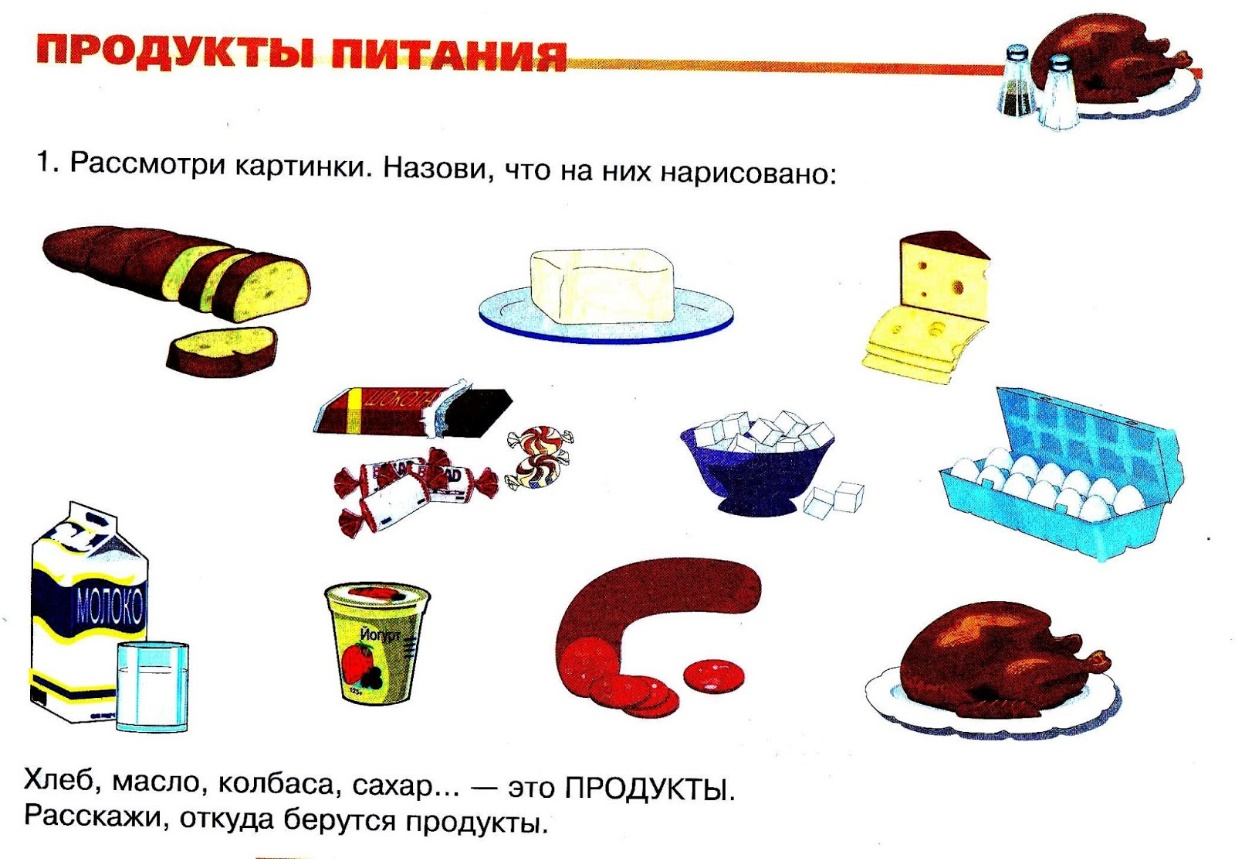 ПРОДУКТЫ ПИТАНИЯ
1. Рассмотри картинки. Назови, что на них нарисовано:
ШОКОЛА
МОЛОКО
Йогурт
Хлеб, масло, колбаса, сахар... — это ПРОДУКТЫ.
Расскажи, откуда берутся продукты.